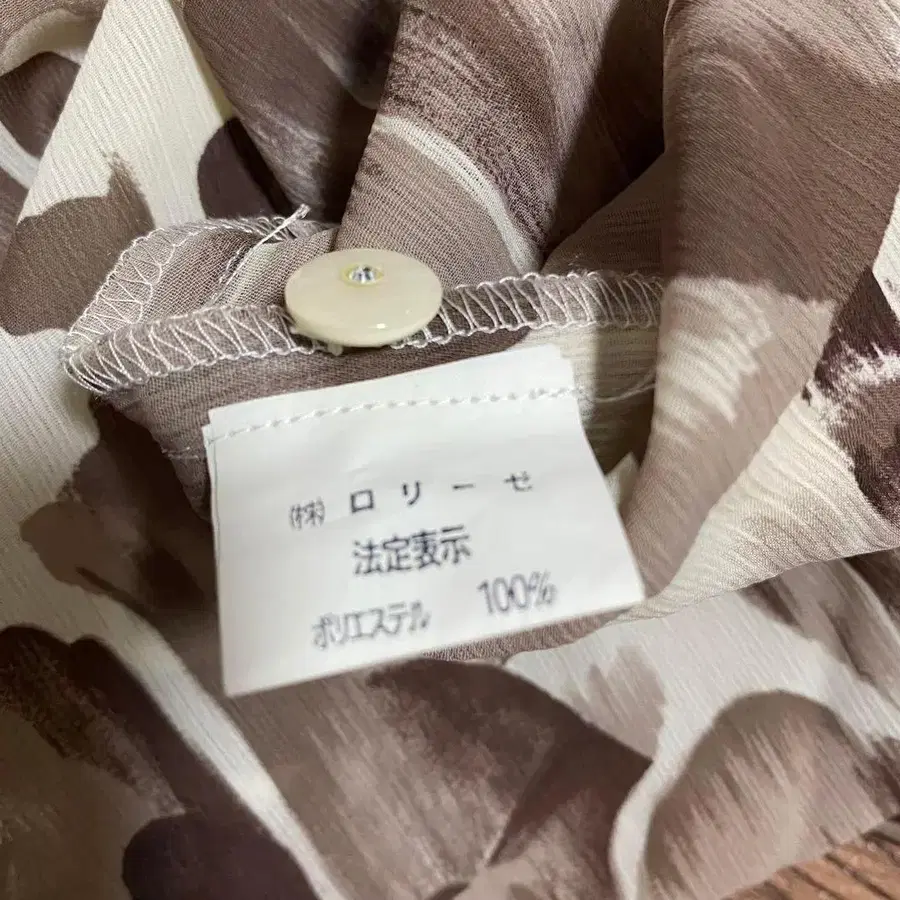 ㈱ ロリーゼ
法定表示
ポリエステル 100%